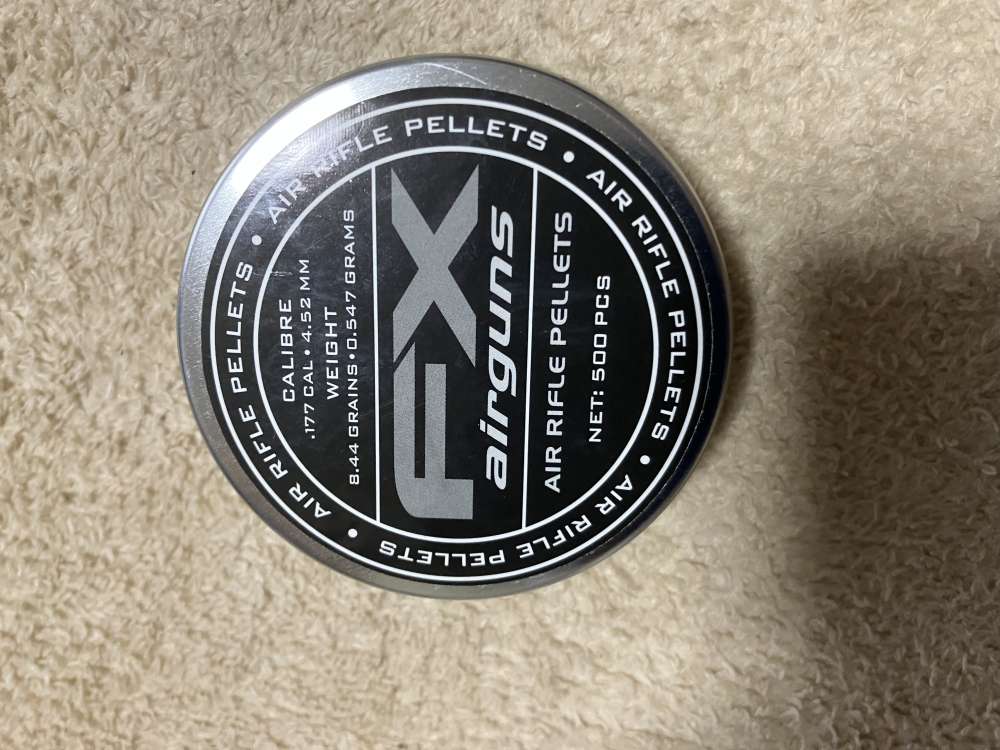 CALIBRE
.177 CAL • 4.52 MM
WEIGHT
8.44 GRAINS • 0.547 GRAMS
FX
airguns
AIR RIFLE PELLETS
NET: 500 PCS
AIR RIFLE PELLETS • AIR RIFLE PELLETS • AIR RIFLE PELLETS • AIR RIFLE PELLETS •